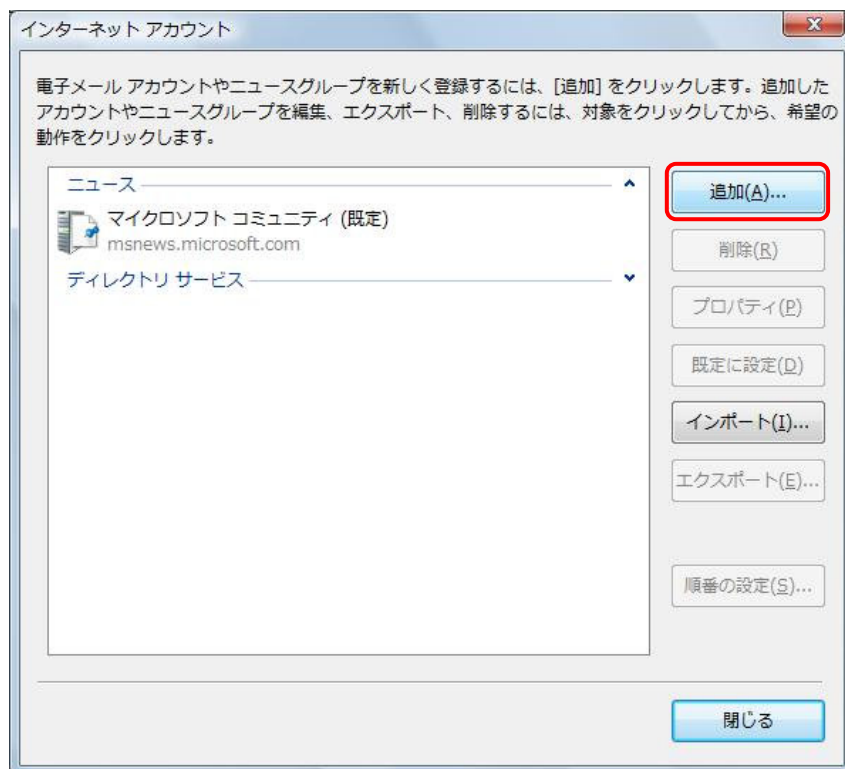 インターネット アカウント
電子メール アカウントやニュースグループを新しく登録するには、[追加] をクリックします。追加した
アカウントやニュースグループを編集、エクスポート、削除するには、対象をクリックしてから、希望の
動作をクリックします。
ニュース
マイクロソフト コミュニティ (既定)
msnews.microsoft.com
ディレクトリ サービス
追加(A)...
削除(R)
プロパティ(P)
既定に設定(D)
インポート(I)...
エクスポート(E)...
順番の設定(S)...
閉じる